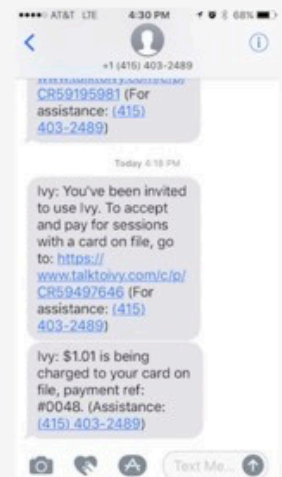 AT&T LTE 4:30 PM 68%
+1 (415) 403-2489
www.talktoivy.com/c/p/
CR59195981 (For
assistance: (415)
403-2489)
Today 4:18 PM
Ivy: You've been invited
to use Ivy. To accept
and pay for sessions
with a card on file, go
to: https://
www.talktoivy.com/c/p/
CR59497646 (For
assistance: (415)
403-2489)
Ivy: $1.01 is being
charged to your card on
file, payment ref:
#0048. (Assistance:
(415) 403-2489)
Text Me...